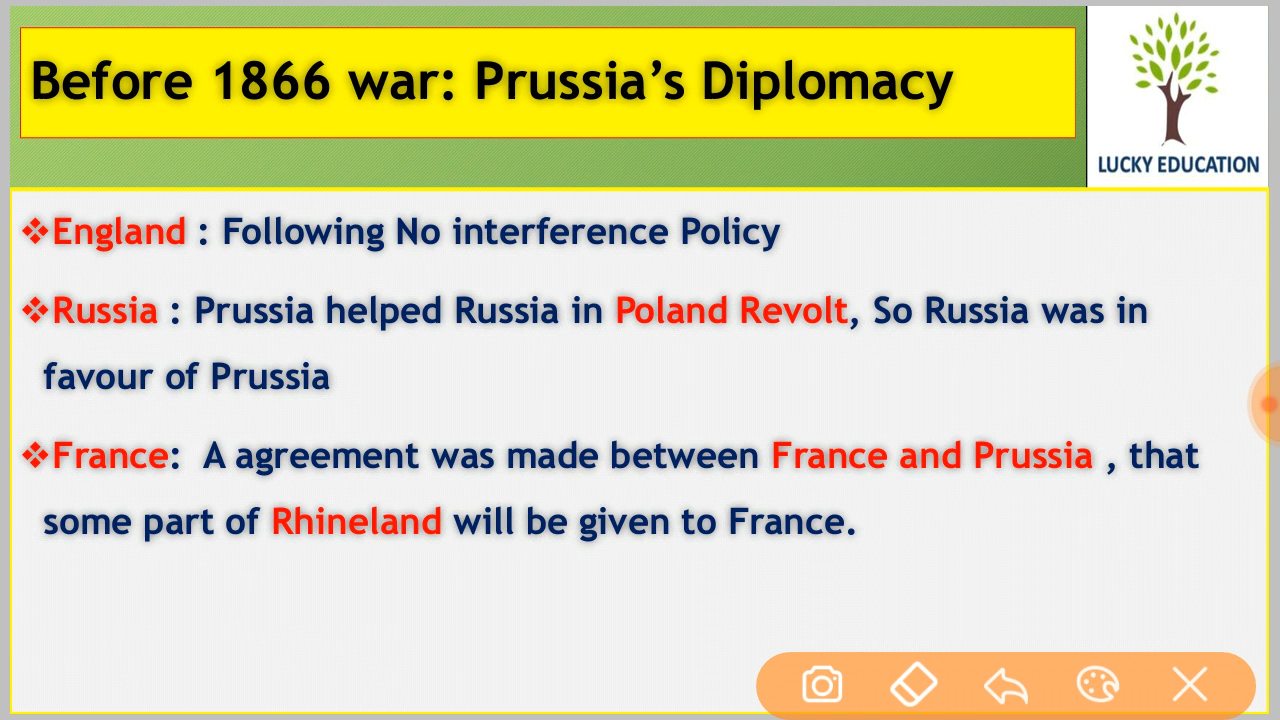 Before 1866 war: Prussia’s Diplomacy
LUCKY EDUCATION
❖England : Following No interference Policy
❖Russia : Prussia helped Russia in Poland Revolt, So Russia was in
favour of Prussia
❖France: A agreement was made between France and Prussia , that
some part of Rhineland will be given to France.